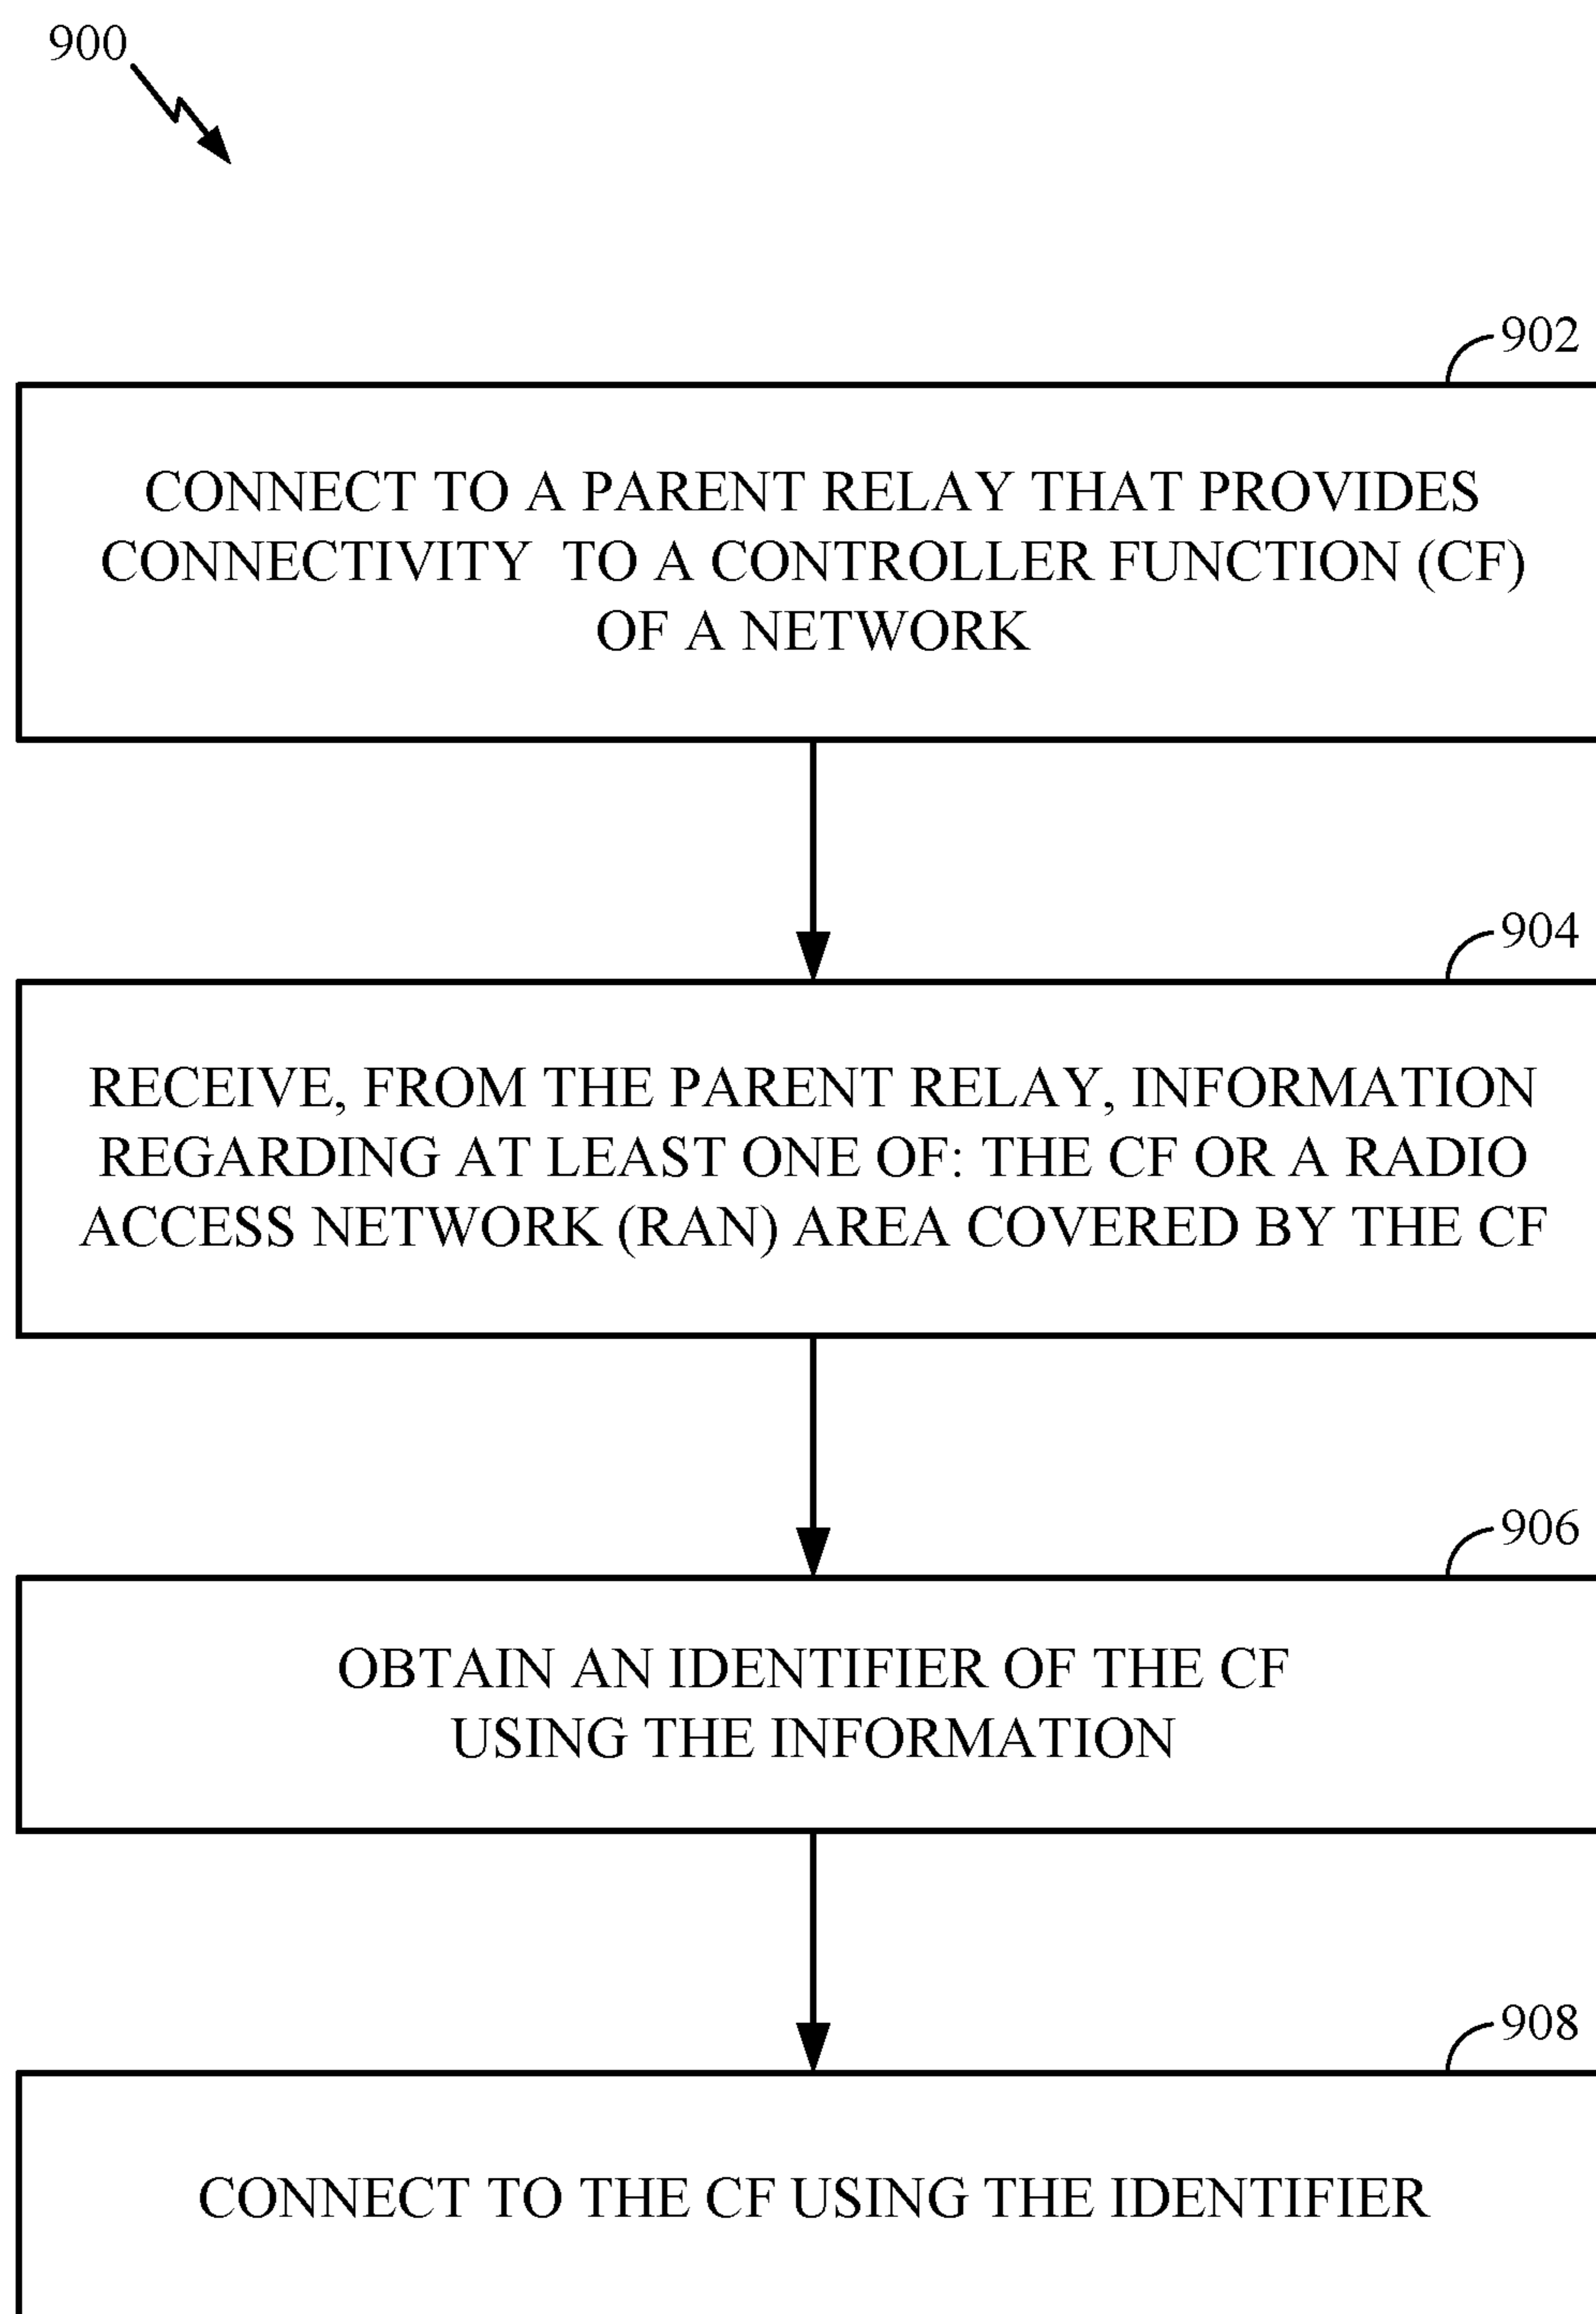 900
902
CONNECT TO A PARENT RELAY THAT PROVIDES
CONNECTIVITY TO A CONTROLLER FUNCTION (CF)
OF A NETWORK
904
RECEIVE, FROM THE PARENT RELAY, INFORMATION
REGARDING AT LEAST ONE OF: THE CF OR A RADIO
ACCESS NETWORK (RAN) AREA COVERED BY THE CF
906
OBTAIN AN IDENTIFIER OF THE CF
USING THE INFORMATION
908
CONNECT TO THE CF USING THE IDENTIFIER